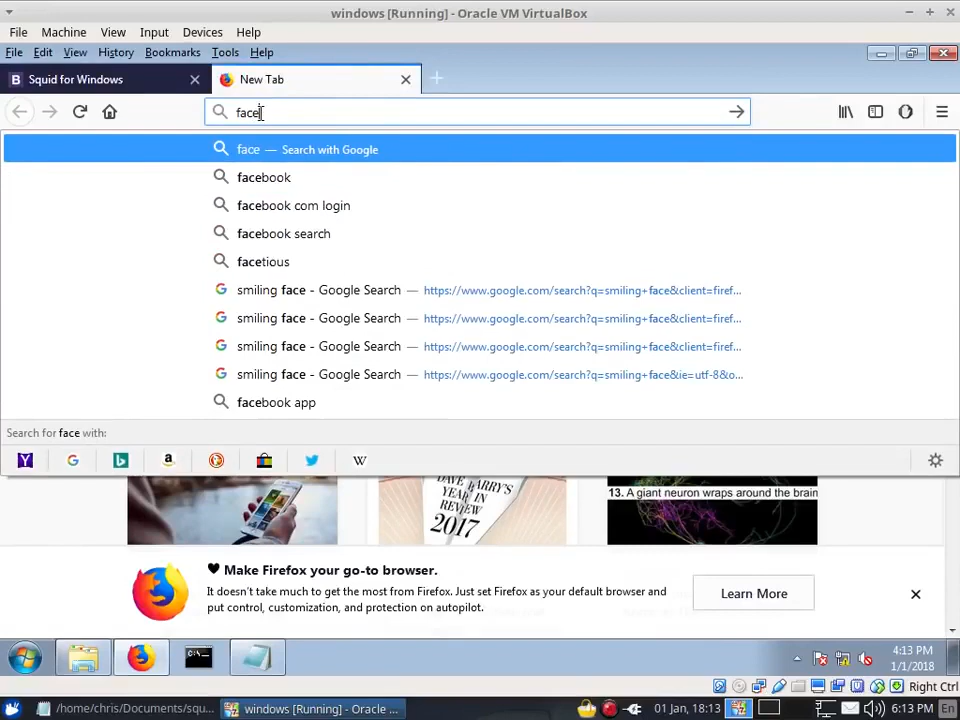 windows [Running] - Oracle VM VirtualBox
File Machine View Input Devices Help
File Edit View History Bookmarks Tools Help
B Squid for Windows
New Tab
face
face — Search with Google
facebook
facebook com login
facebook search
facetious
smiling face - Google Search — https://www.google.com/search?q=smiling+face&client=firef...
smiling face - Google Search — https://www.google.com/search?q=smiling+face&client=firef...
smiling face - Google Search — https://www.google.com/search?q=smiling+face&client=firef...
smiling face - Google Search — https://www.google.com/search?q=smiling+face&ie=utf-8&o...
facebook app
Search for face with:
DAVE BARRY'S
YEAR IN
REVIEW
2017
13. A giant neuron wraps around the brain
Make Firefox your go-to browser.
It doesn't take much to get the most from Firefox. Just set Firefox as your default browser and
put control, customization, and protection on autopilot.
Learn More
4:13 PM
1/1/2018
Right Ctrl
/home/chris/Documents/squ...
windows [Running] - Oracle ...
01 Jan, 18:13
6:13 PM
En